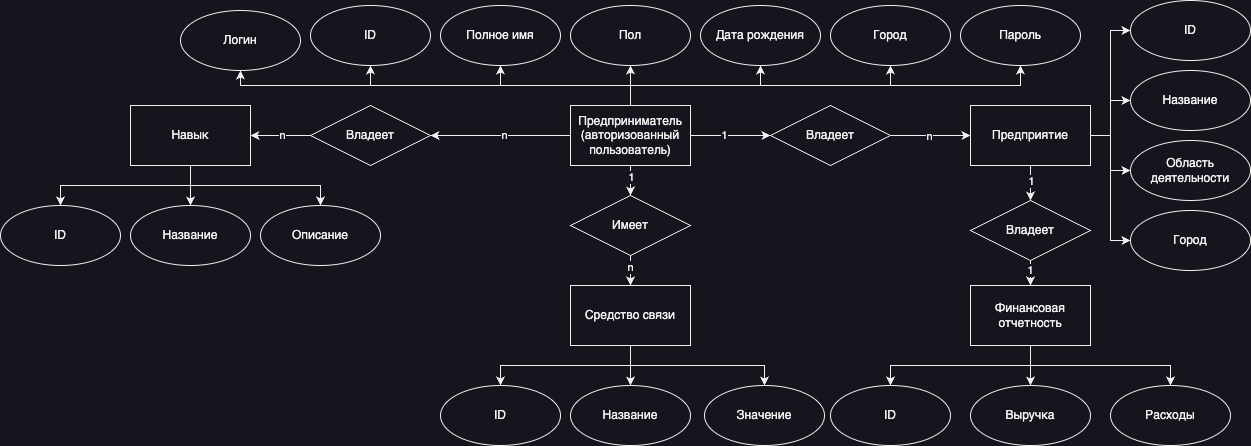 Логин
ID
Полное имя
Пол
Дата рождения
Город
Пароль
ID
Название
Область
деятельности
Город
Навык
n
Владеет
n
Предприниматель
(авторизованный
пользователь)
1
Владеет
n
Предприятие
ID
Название
Описание
1
Имеет
n
Средство связи
1
Владеет
1
Финансовая
отчетность
ID
Название
Значение
ID
Выручка
Расходы